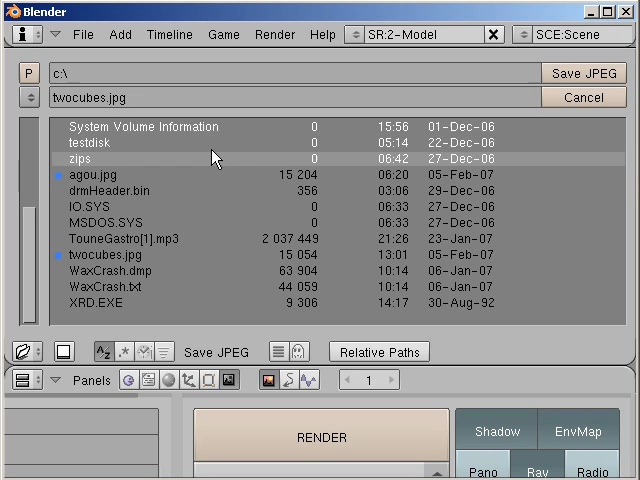 Blender
File Add Timeline Game Render Help SR:2-Model X SCE:Scene
P c:\ Save JPEG
twocubes.jpg Cancel
System Volume Information 0 15:56 01-Dec-06
testdisk 0 05:14 22-Dec-06
zips 0 06:42 27-Dec-06
agou.jpg 15 204 06:20 05-Feb-07
drmHeader.bin 356 03:06 29-Dec-06
IO.SYS 0 06:33 27-Dec-06
MSDOS.SYS 0 06:33 27-Dec-06
TouneGastro[1].mp3 2 037 449 21:26 23-Jan-07
twocubes.jpg 15 054 13:01 05-Feb-07
WaxCrash.dmp 63 904 10:14 06-Jan-07
WaxCrash.txt 44 059 10:14 06-Jan-07
XRD.EXE 9 306 14:17 30-Aug-92
A/Z Save JPEG Relative Paths
Panels 1
RENDER Shadow EnvMap
Pano Ray Radio